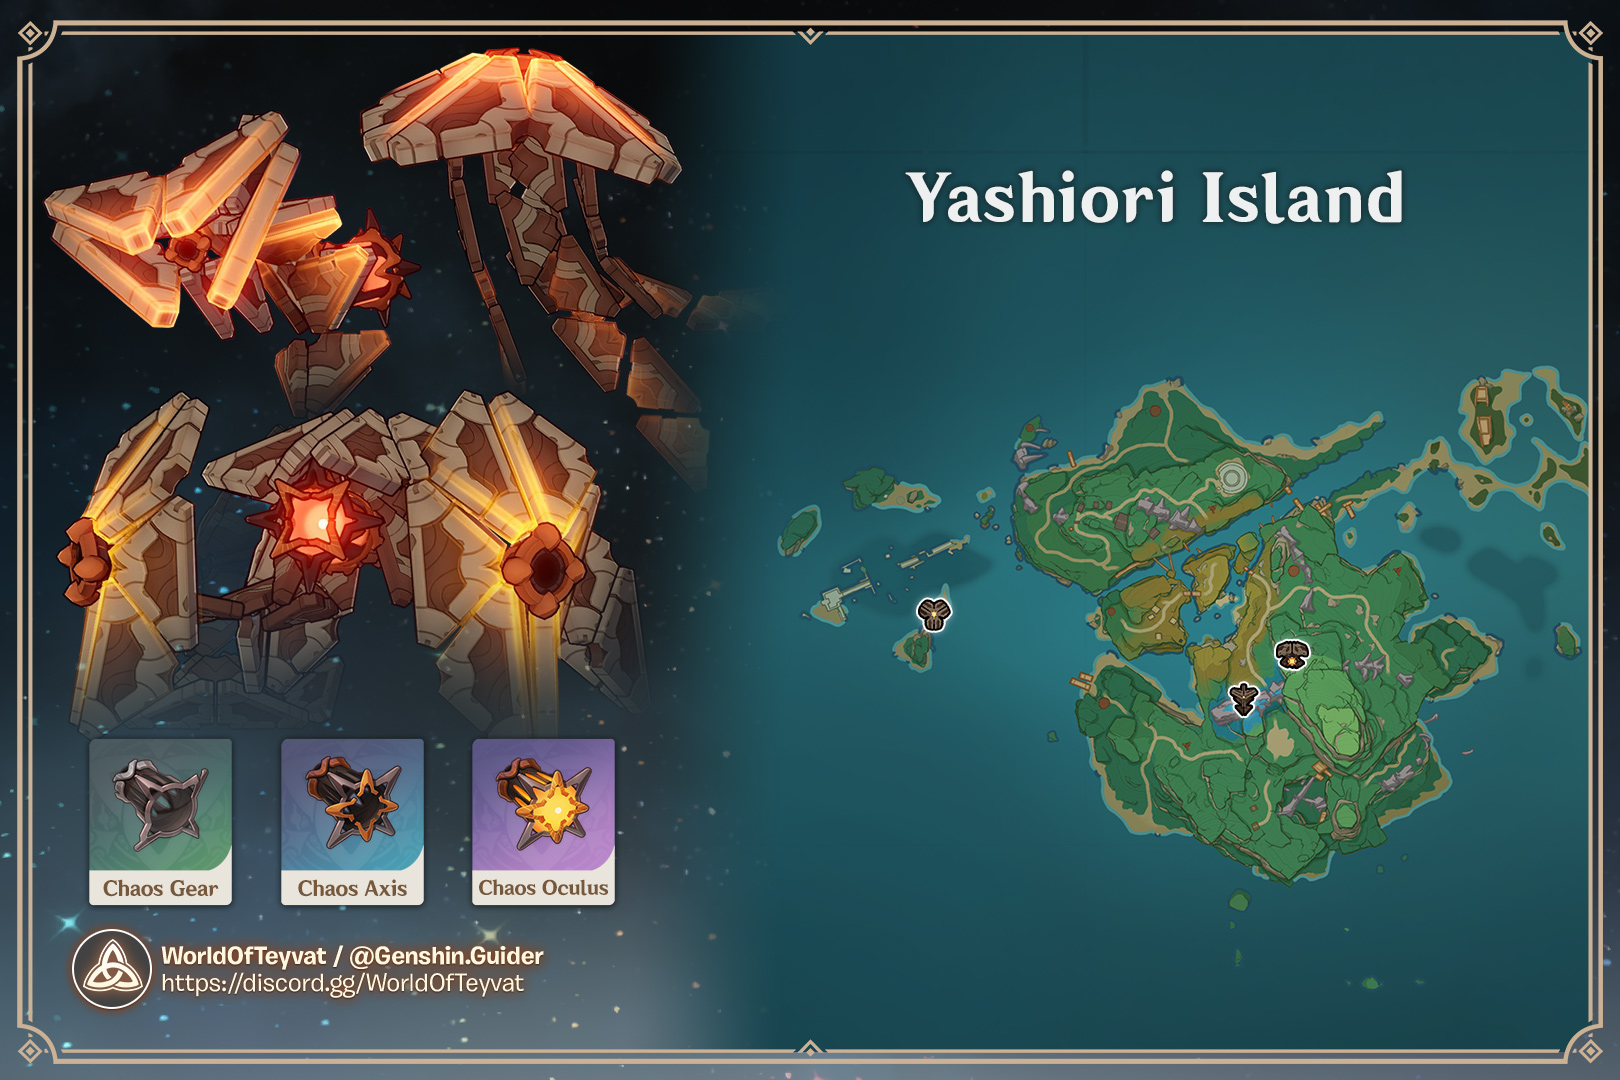 Yashiori Island
Chaos Gear
Chaos Axis
Chaos Oculus
WorldOfTeyvat / @Genshin.Guider
https://discord.gg/WorldOfTeyvat